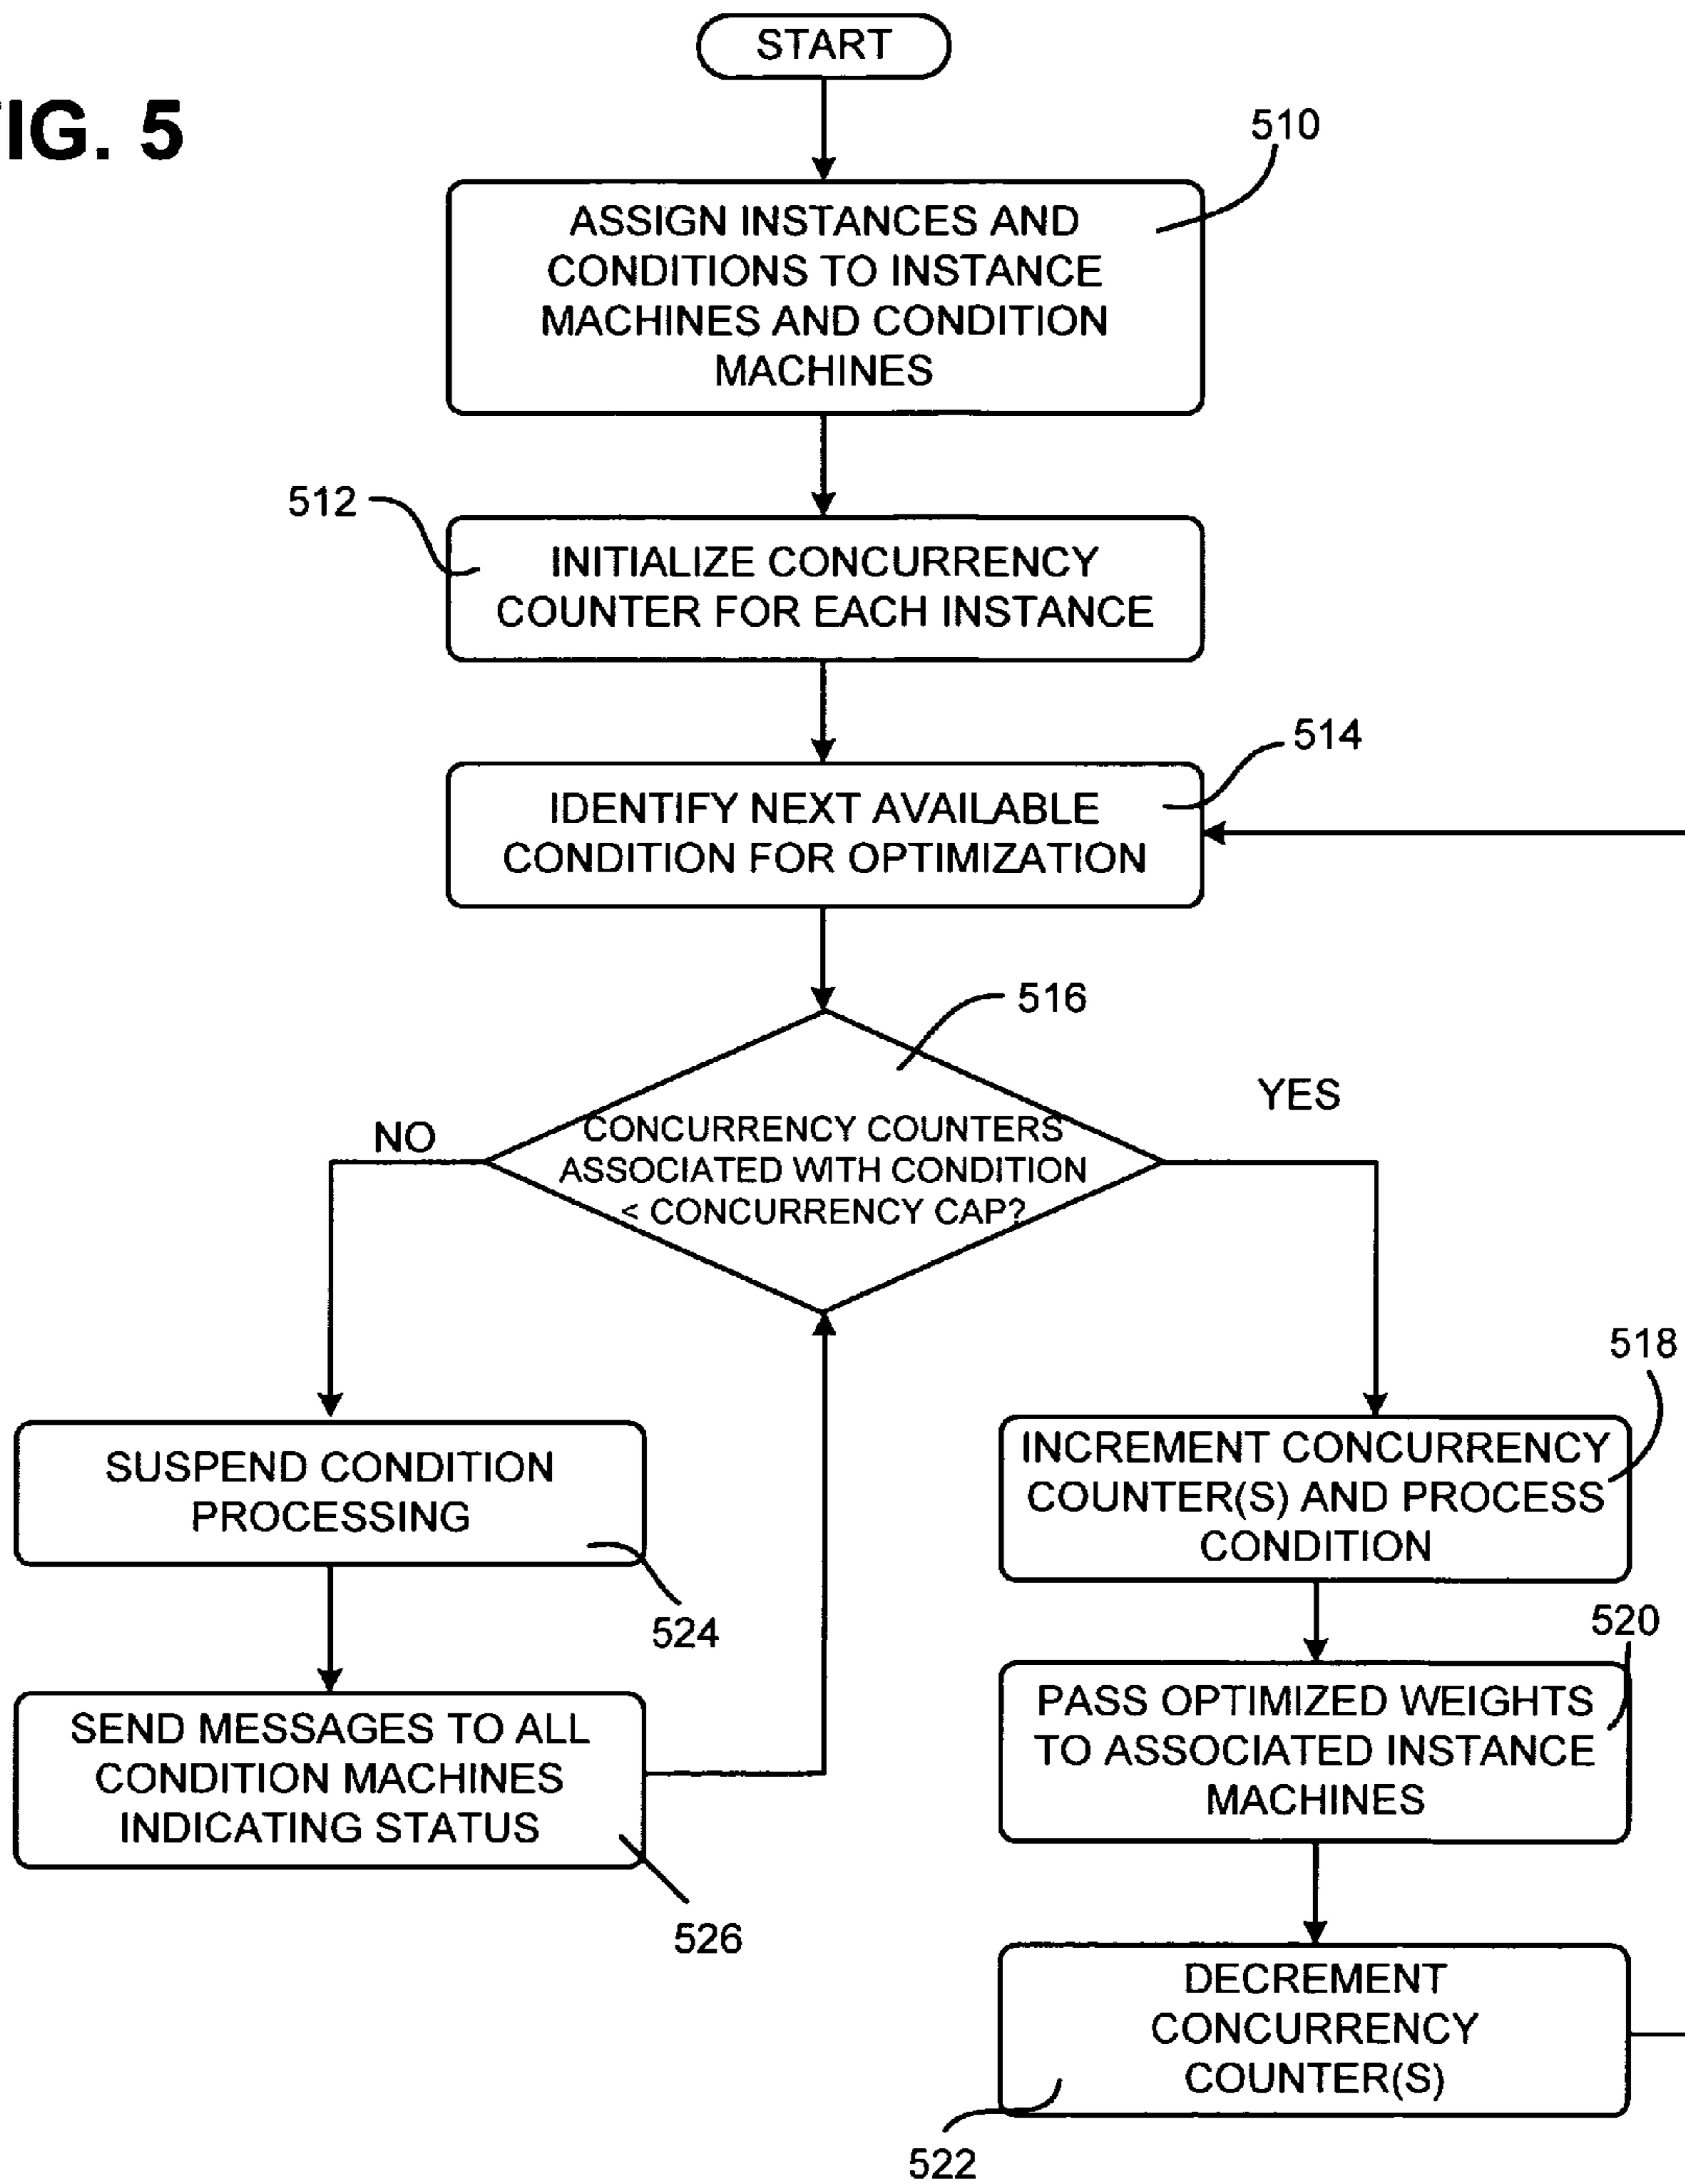 START
IG. 5
510
ASSIGN INSTANCES AND
CONDITIONS TO INSTANCE
MACHINES AND CONDITION
MACHINES
512
INITIALIZE CONCURRENCY
COUNTER FOR EACH INSTANCE
514
IDENTIFY NEXT AVAILABLE
CONDITION FOR OPTIMIZATION
516
YES
NO
CONCURRENCY COUNTERS
ASSOCIATED WITH CONDITION
< CONCURRENCY CAP?
518
INCREMENT CONCURRENCY
COUNTER(S) AND PROCESS
CONDITION
SUSPEND CONDITION
PROCESSING
524
520
PASS OPTIMIZED WEIGHTS
TO ASSOCIATED INSTANCE
MACHINES
SEND MESSAGES TO ALL
CONDITION MACHINES
INDICATING STATUS
526
DECREMENT
CONCURRENCY
COUNTER(S)
522